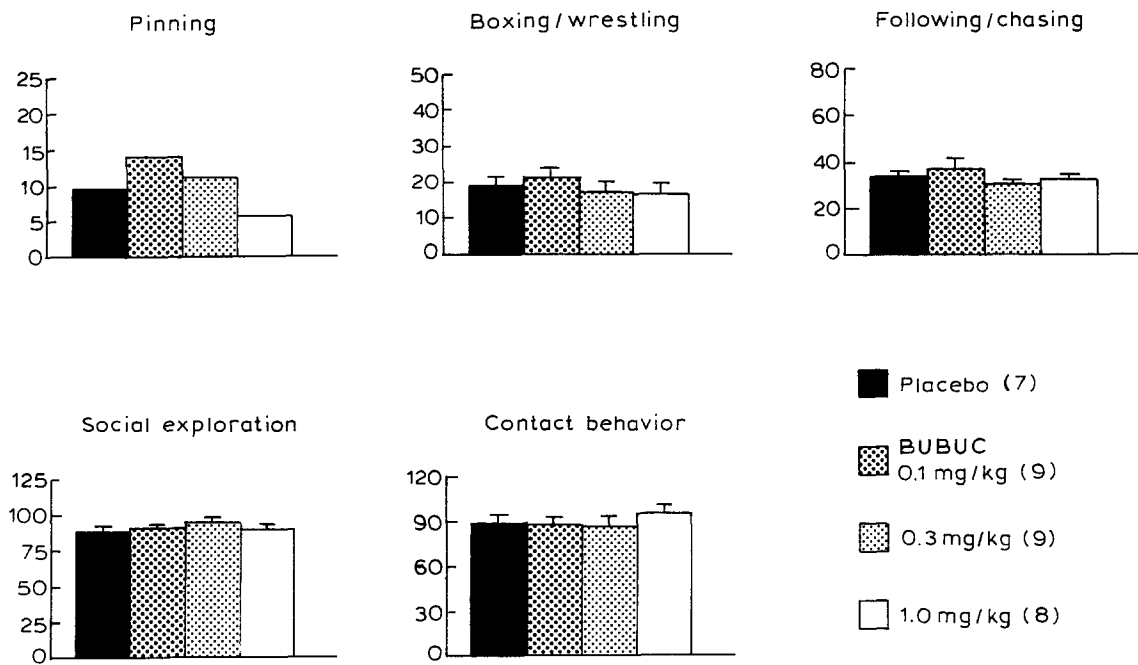 Pinning
25
20
15
10
5
0
Boxing/wrestling
50
40
30
20
10
0
Following/chasing
80
60
40
20
0
Social exploration
125
100
75
50
25
0
Contact behavior
120
90
60
30
0
Placebo (7)
BUBUC
0.1 mg/kg (9)
0.3 mg/kg (9)
1.0 mg/kg (8)